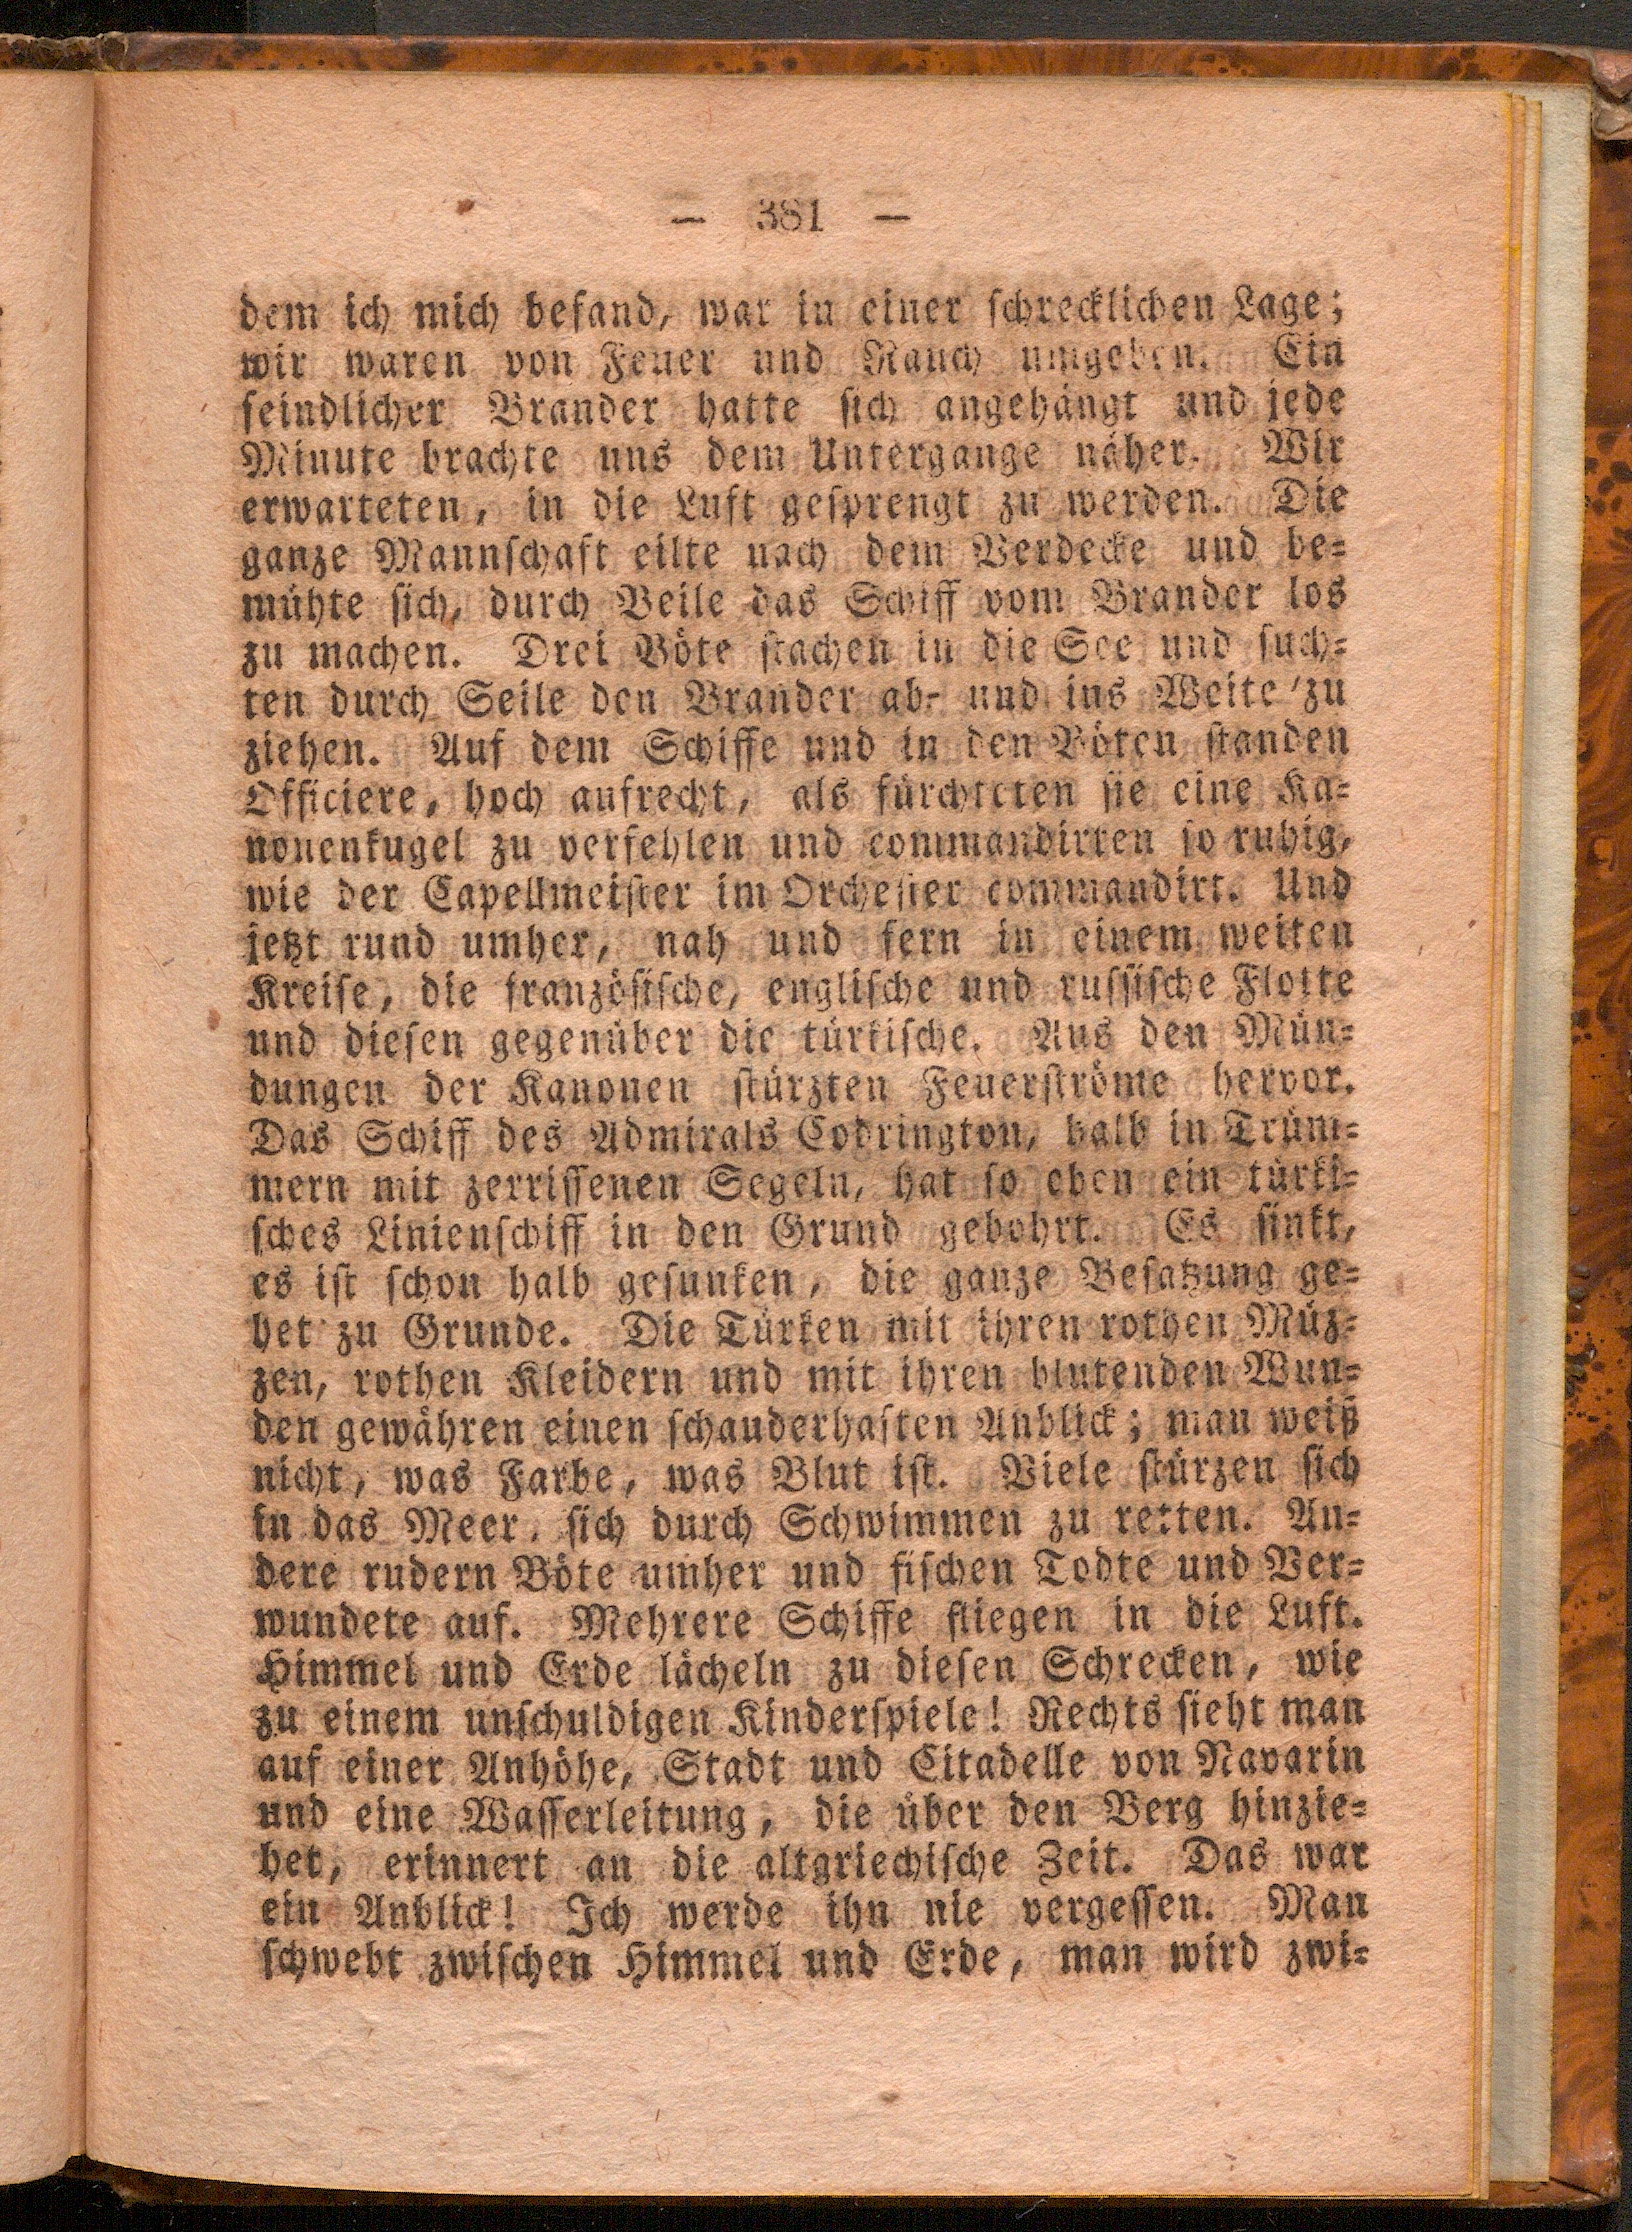 — 381 —
dem ich mich befand, war in einer schrecklichen Lage;
wir waren von Feuer und Rauch umgeben. Ein
feindlicher Brander hatte sich angehängt und jede
Minute brachte uns dem Untergange näher. Wir
erwarteten, in die Luft gesprengt zu werden. Die
ganze Mannschaft eilte nach dem Verdecke und be-
mühte sich, durch Beile das Schiff vom Brander los
zu machen. Drei Böte stachen in die See und such-
ten durch Seile den Brander ab- und ins Weite zu
ziehen. Auf dem Schiffe und in den Böten standen
Officiere, hoch aufrecht, als fürchteten sie eine Ka-
nonenkugel zu verfehlen und commandirten so ruhig,
wie der Capellmeister im Orchester commandirt. Und
jetzt rund umher, nah und fern in einem weiten
Kreise, die französische, englische und russische Flotte
und diesen gegenüber die türkische. Aus den Mün-
dungen der Kanonen stürzten Feuerströme hervor.
Das Schiff des Admirals Codrington, halb in Trüm-
mern mit zerrissenen Segeln, hat so eben ein türki-
sches Linienschiff in den Grund gebohrt. Es sinkt,
es ist schon halb gesunken, die ganze Besatzung ge-
het zu Grunde. Die Türken mit ihren rothen Müz-
zen, rothen Kleidern und mit ihren blutenden Wun-
den gewähren einen schauderhaften Anblick; man weiß
nicht, was Farbe, was Blut ist. Viele stürzen sich
in das Meer, sich durch Schwimmen zu retten. An-
dere rudern Böte umher und fischen Todte und Ver-
wundete auf. Mehrere Schiffe fliegen in die Luft.
Himmel und Erde lächeln zu diesen Schrecken, wie
zu einem unschuldigen Kinderspiele! Rechts sieht man
auf einer Anhöhe, Stadt und Citadelle von Navarin
und eine Wasserleitung, die über den Berg hinzie-
het, erinnert an die altgriechische Zeit. Das war
ein Anblick! Ich werde ihn nie vergessen. Man
schwebt zwischen Himmel und Erde, man wird zwi-